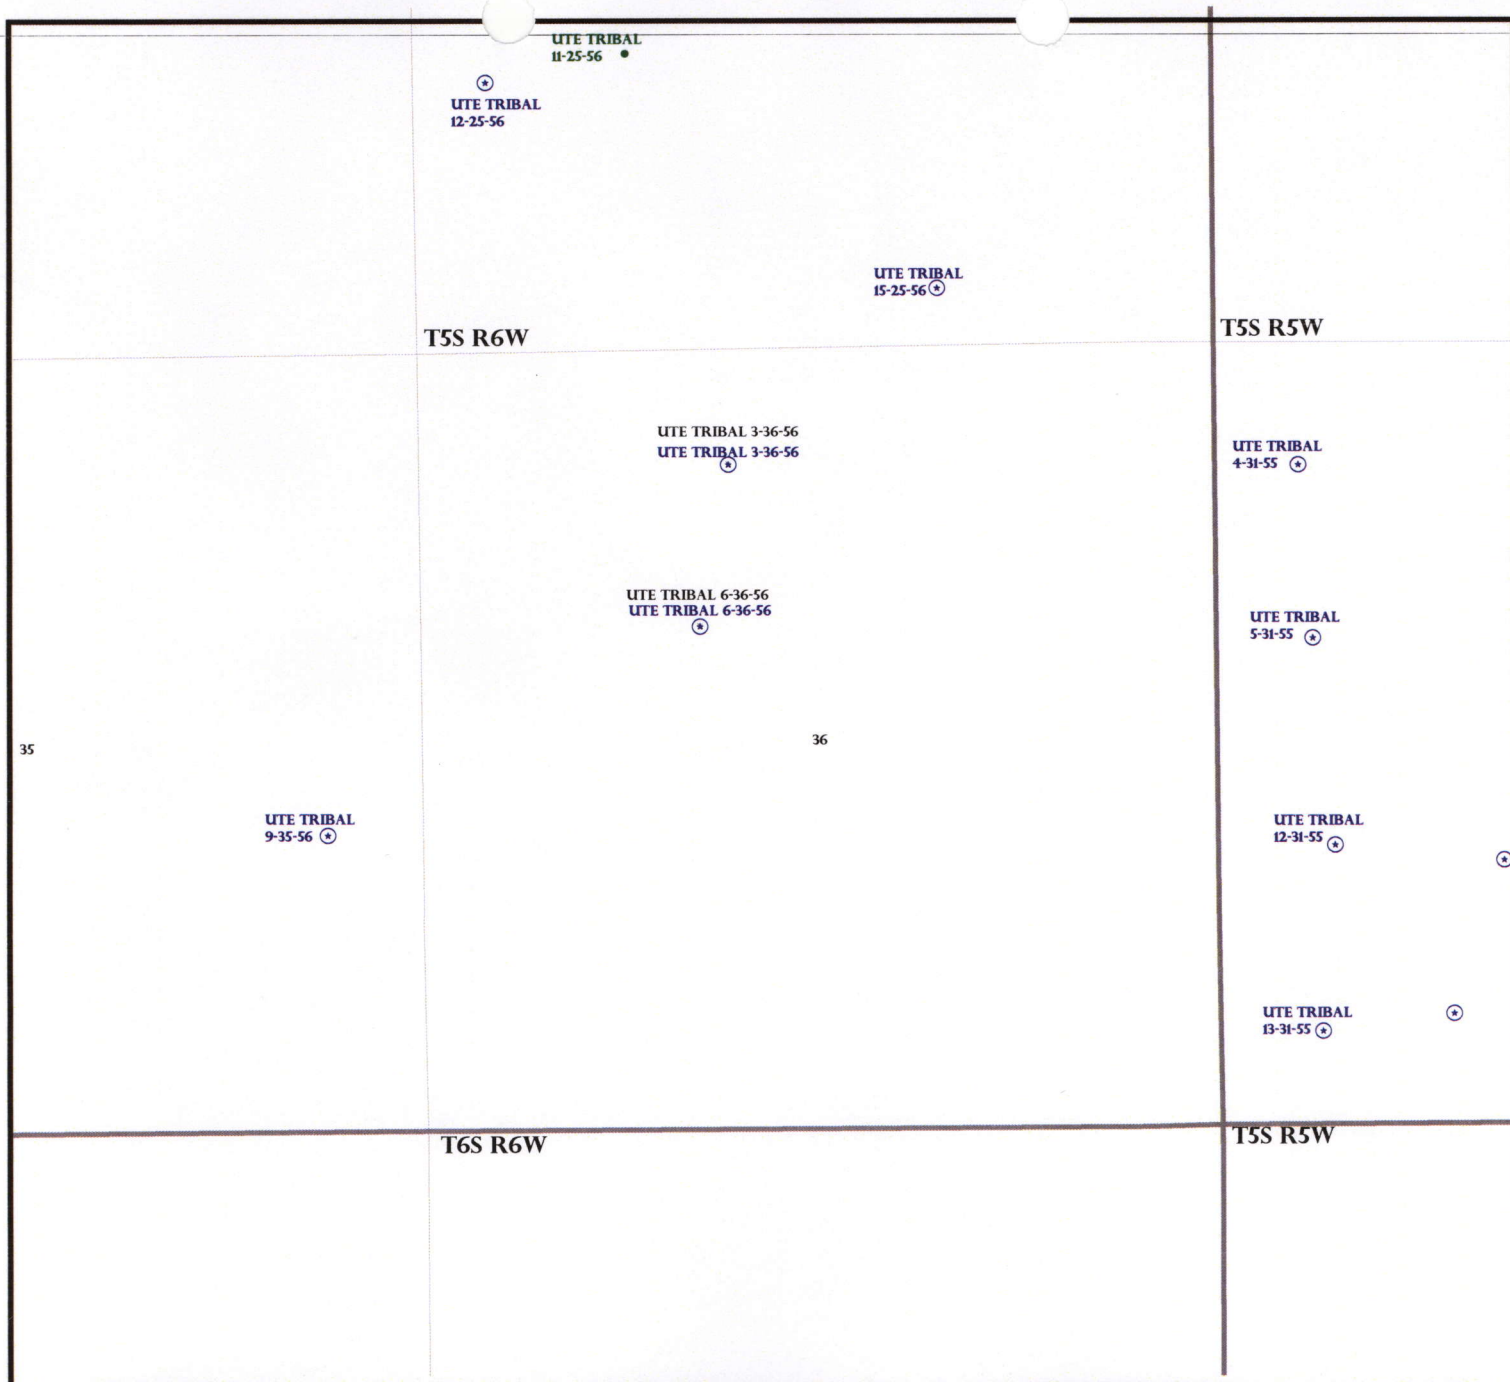 UTE TRIBAL
11-25-56
UTE TRIBAL
12-25-56
UTE TRIBAL
15-25-56
T5S R6W
T5S R5W
UTE TRIBAL 3-36-56
UTE TRIBAL 3-36-56
UTE TRIBAL
4-31-55
UTE TRIBAL 6-36-56
UTE TRIBAL 6-36-56
UTE TRIBAL
5-31-55
35
36
UTE TRIBAL
9-35-56
UTE TRIBAL
12-31-55
UTE TRIBAL
13-31-55
T6S R6W
T5S R5W